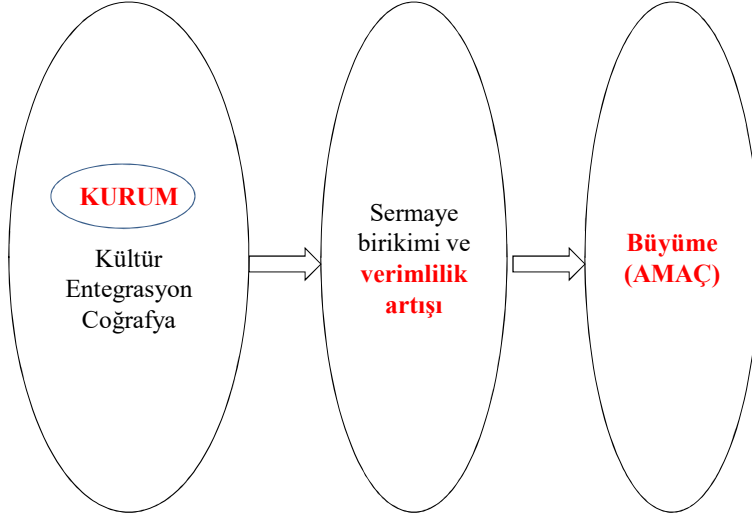 KURUM
Kültür
Entegrasyon
Coğrafya
Sermaye
birikimi ve
verimlilik
artışı
Büyüme
(AMAÇ)